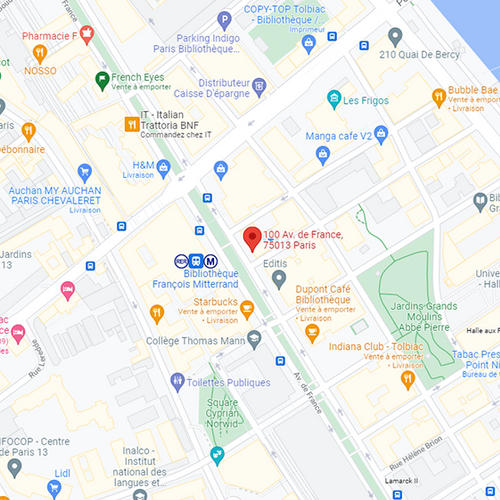 Pharmacie F
NOSSO
de France
Parking Indigo
Paris Bibliothèque...
COPY-TOP Tolbiac
- Bibliothèque /
Imprimeur
210 Quai De Bercy
French Eyes
Vente à emporter
Distributeur
Caisse D'épargne
Les Frigos
Bubble Bae
Vente à emporter
IT - Italian
Trattoria BNF
Commandez chez IT
Manga cafe V2
Débonnaire
H&M
Livraison
Auchan MY AUCHAN
PARIS CHEVALERET
Livraison
100 Av. de France,
75013 Paris
Bibliog
Jardins
13
RER
M
Bibliothèque
François Mitterrand
Editis
Starbucks
Livraison
Dupont Café
Bibliothèque
Vente à emporter
• Livraison
Jardins Grands
Moulins
Abbé Pierre
Univers
Halle aux F
Collège Thomas Mann
Indiana Club - Tolbiac
Vente à emporter
• Livraison
Tabac Pres
Point Ni
Bureau de t
Toilettes Publiques
Av. de France
Square
Cyprian
Norwid
Rue Hélène Brion
INFOCOP - Centre
de Paris 13
Lidl
Inalco -
Institut
national des
langues et
Lamarck II